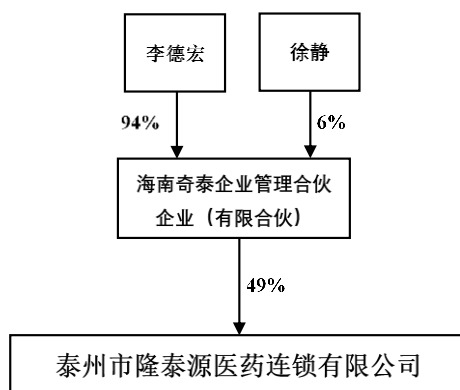 李德宏
徐静
94%
6%
海南奇泰企业管理合伙
企业（有限合伙）
49%
泰州市隆泰源医药连锁有限公司